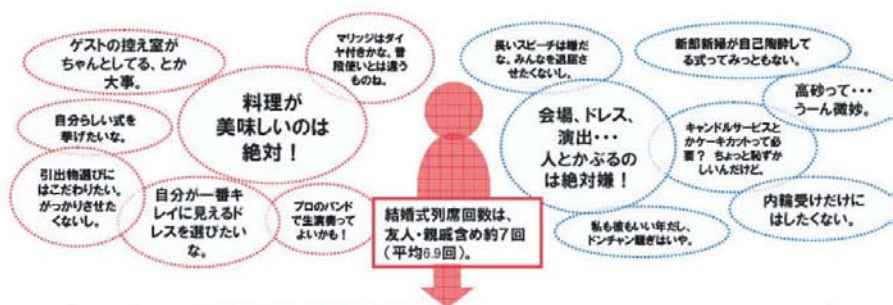 ゲストの控え室が
ちゃんとしてる、とか
大事。
マリッジはダイ
ヤ付きかな。普
段使いとは違う
ものね。
料理が
美味しいのは
絶対！
自分らしい式を
挙げたいな。
引出物選びに
はこだわりたい。
がっかりさせた
くないし。
自分が一番
キレイに見えるド
レスを選びたい
な。
プロのバンド
で生演奏って
よいかも！
長いスピーチは嫌だ
な。みんなを退屈さ
せたくないし。
新郎新婦が自己陶酔して
る式ってみっともない。
高砂って・・・
うーん微妙。
会場、ドレス、
演出・・・
人とかぶるの
は絶対嫌！
キャンドルサービスと
かケーキカットって必
要？ ちょっと恥ずか
しいんだけど。
内輪受けだけに
はしたくない。
私も彼もいい年だし、
ドンチャン騒ぎはいや。
結婚式列席回数は、
友人・親戚含め約７回
（平均6.9回）。